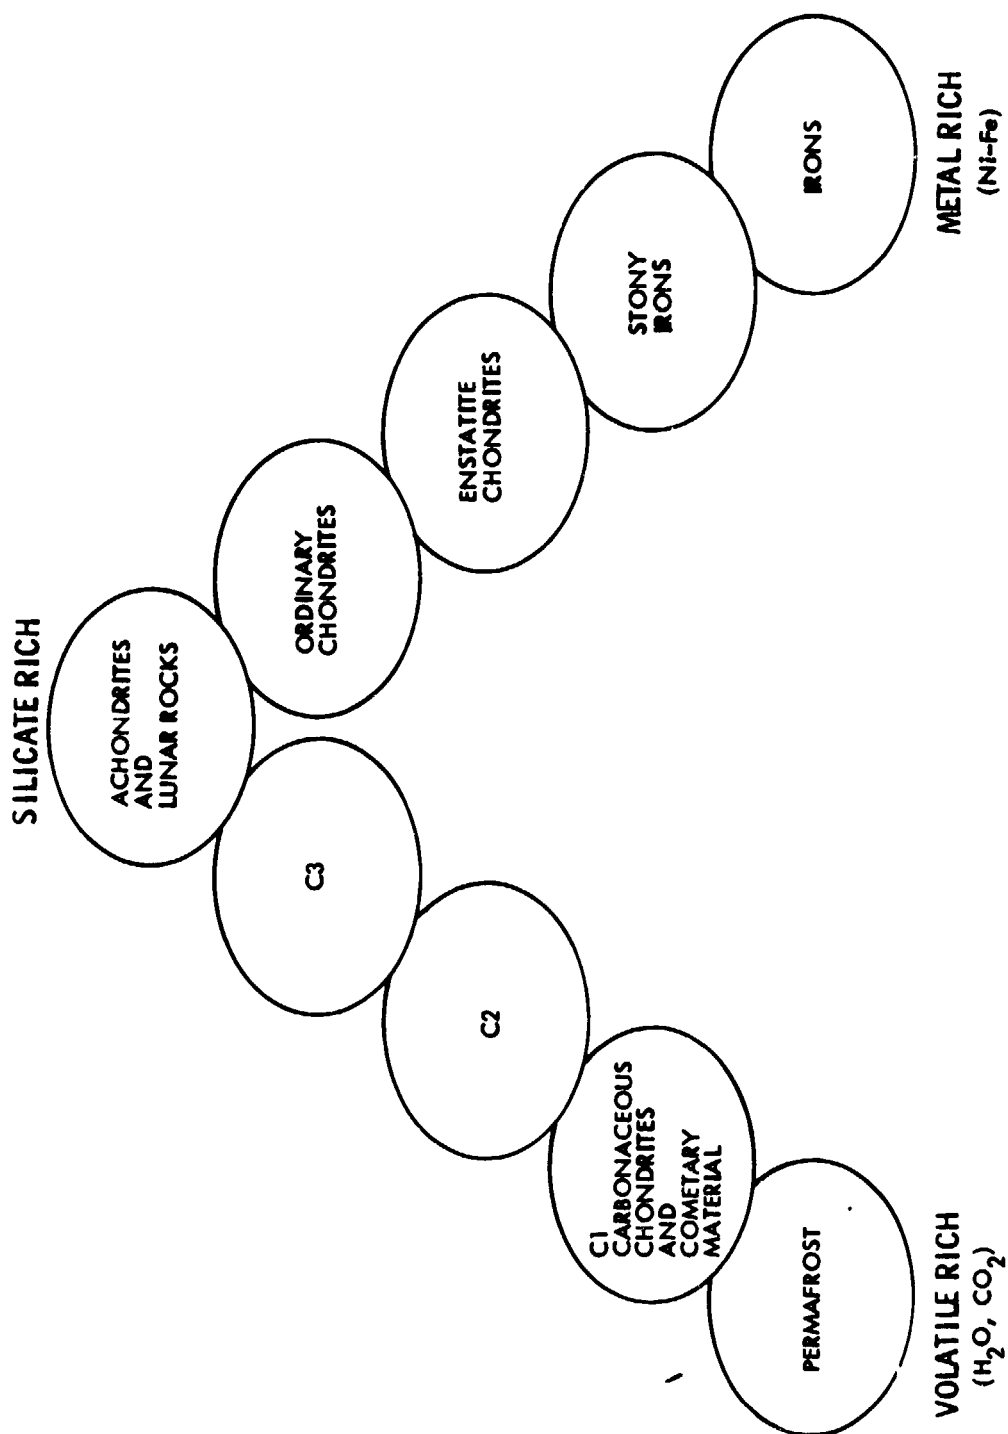 SILICATE RICH
ACHONDRITES
AND
LUNAR ROCKS
C3
ORDINARY
CHONDRITES
C2
ENSTATITE
CHONDRITES
C1
CARBONACEOUS
CHONDRITES
AND
COMETARY
MATERIAL
STONY
IRONS
PERMAFROST
IRONS
VOLATILE RICH
(H₂O, CO₂)
METAL RICH
(Ni-Fe)